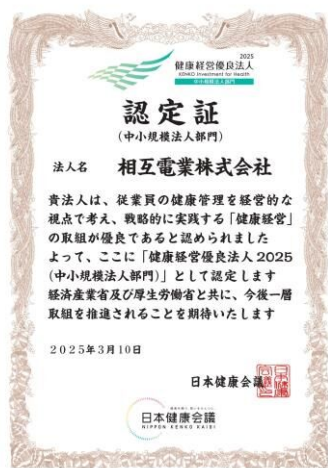 2025
健康経営優良法人
KENKO Investment for Health
中小規模法人部門
認定証
(中小規模法人部門)
法人名 相互電業株式会社
貴法人は、従業員の健康管理を経営的な
視点で考え、戦略的に実践する「健康経営」
の取組が優良であると認められました
よって、ここに「健康経営優良法人2025
(中小規模法人部門)」として認定します
経済産業省及び厚生労働省と共に、今後一層
取組を推進されることを期待いたします
2025年3月10日
日本健康会議
日本健康会議
NIPPON KENKO KAIGI